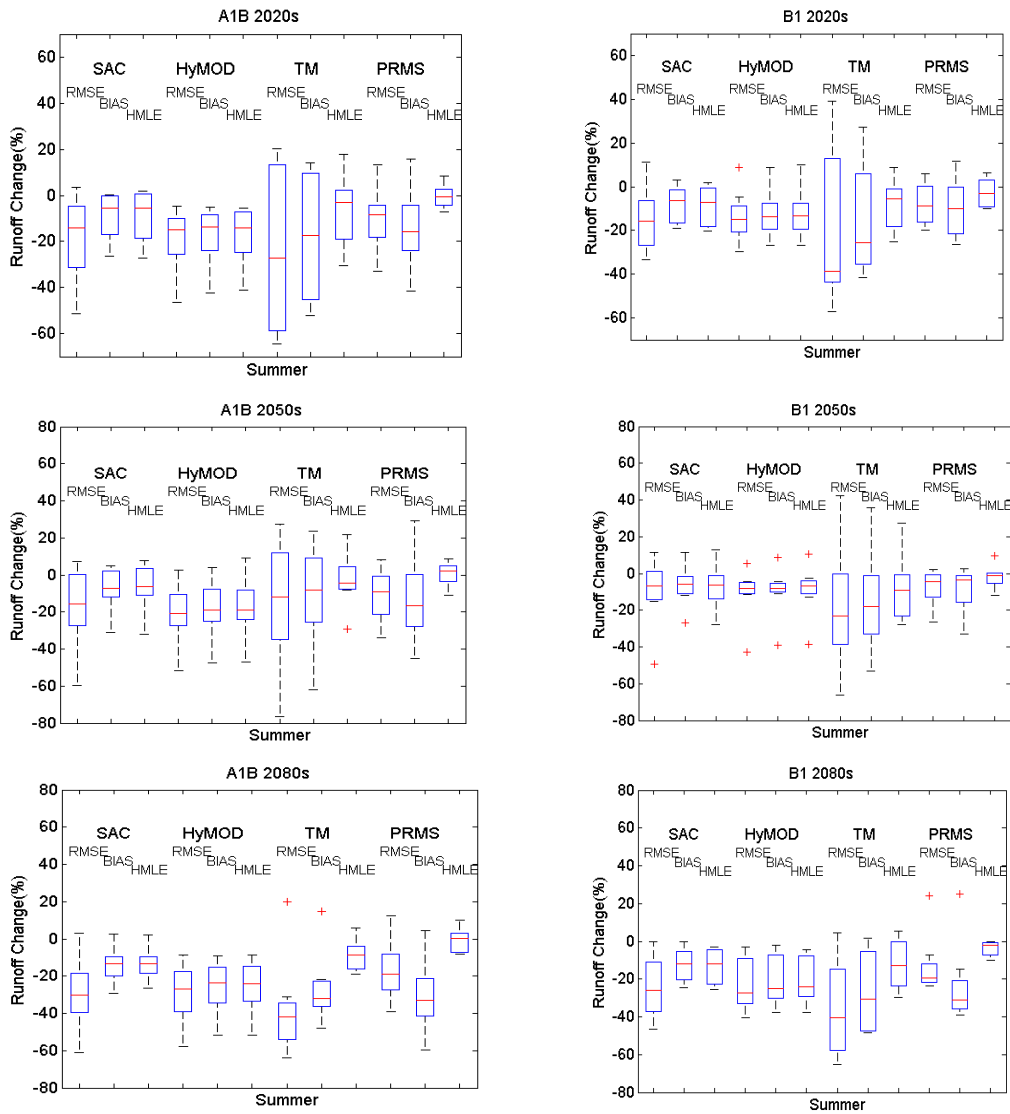 A1B 2020s
60
40
20
0
-20
-40
-60
Runoff Change(%)
SAC HyMOD TM PRMS
RMSE BIAS HMLE RMSE BIAS HMLE RMSE BIAS HMLE RMSE BIAS HMLE
Summer
B1 2020s
60
40
20
0
-20
-40
-60
Runoff Change(%)
SAC HyMOD TM PRMS
RMSE BIAS HMLE RMSE BIAS HMLE RMSE BIAS HMLE RMSE BIAS HMLE
Summer
A1B 2050s
80
60
40
20
0
-20
-40
-60
-80
Runoff Change(%)
SAC HyMOD TM PRMS
RMSE BIAS HMLE RMSE BIAS HMLE RMSE BIAS HMLE RMSE BIAS HMLE
Summer
B1 2050s
80
60
40
20
0
-20
-40
-60
-80
Runoff Change(%)
SAC HyMOD TM PRMS
RMSE BIAS HMLE RMSE BIAS HMLE RMSE BIAS HMLE RMSE BIAS HMLE
Summer
A1B 2080s
80
60
40
20
0
-20
-40
-60
-80
Runoff Change(%)
SAC HyMOD TM PRMS
RMSE BIAS HMLE RMSE BIAS HMLE RMSE BIAS HMLE RMSE BIAS HMLE
Summer
B1 2080s
80
60
40
20
0
-20
-40
-60
-80
Runoff Change(%)
SAC HyMOD TM PRMS
RMSE BIAS HMLE RMSE BIAS HMLE RMSE BIAS HMLE RMSE BIAS HMLE
Summer